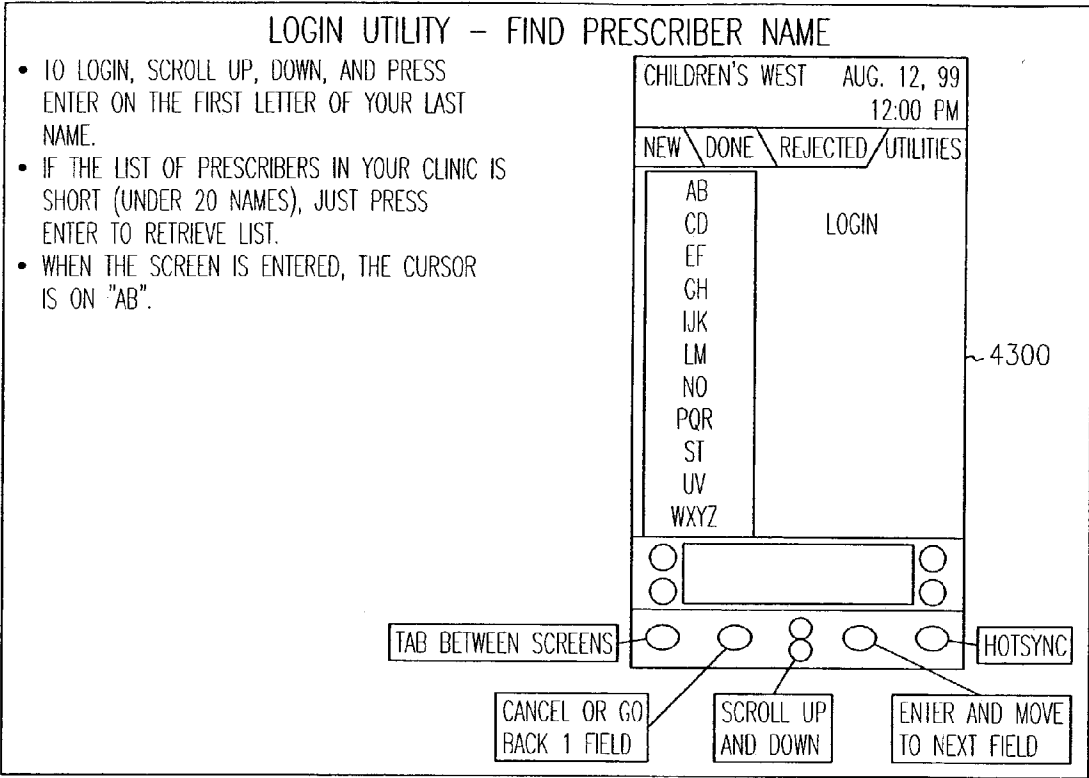 LOGIN UTILITY – FIND PRESCRIBER NAME
• TO LOGIN, SCROLL UP, DOWN, AND PRESS
ENTER ON THE FIRST LETTER OF YOUR LAST
NAME.
• IF THE LIST OF PRESCRIBERS IN YOUR CLINIC IS
SHORT (UNDER 20 NAMES), JUST PRESS
ENTER TO RETRIEVE LIST.
• WHEN THE SCREEN IS ENTERED, THE CURSOR
IS ON "AB".
CHILDREN'S WEST AUG. 12, 99
12:00 PM
NEW DONE REJECTED UTILITIES
AB
CD LOGIN
EF
GH
IJK
LM
4300
NO
PQR
ST
UV
WXYZ
TAB BETWEEN SCREENS
HOTSYNC
CANCEL OR GO
BACK 1 FIELD
SCROLL UP
AND DOWN
ENTER AND MOVE
TO NEXT FIELD